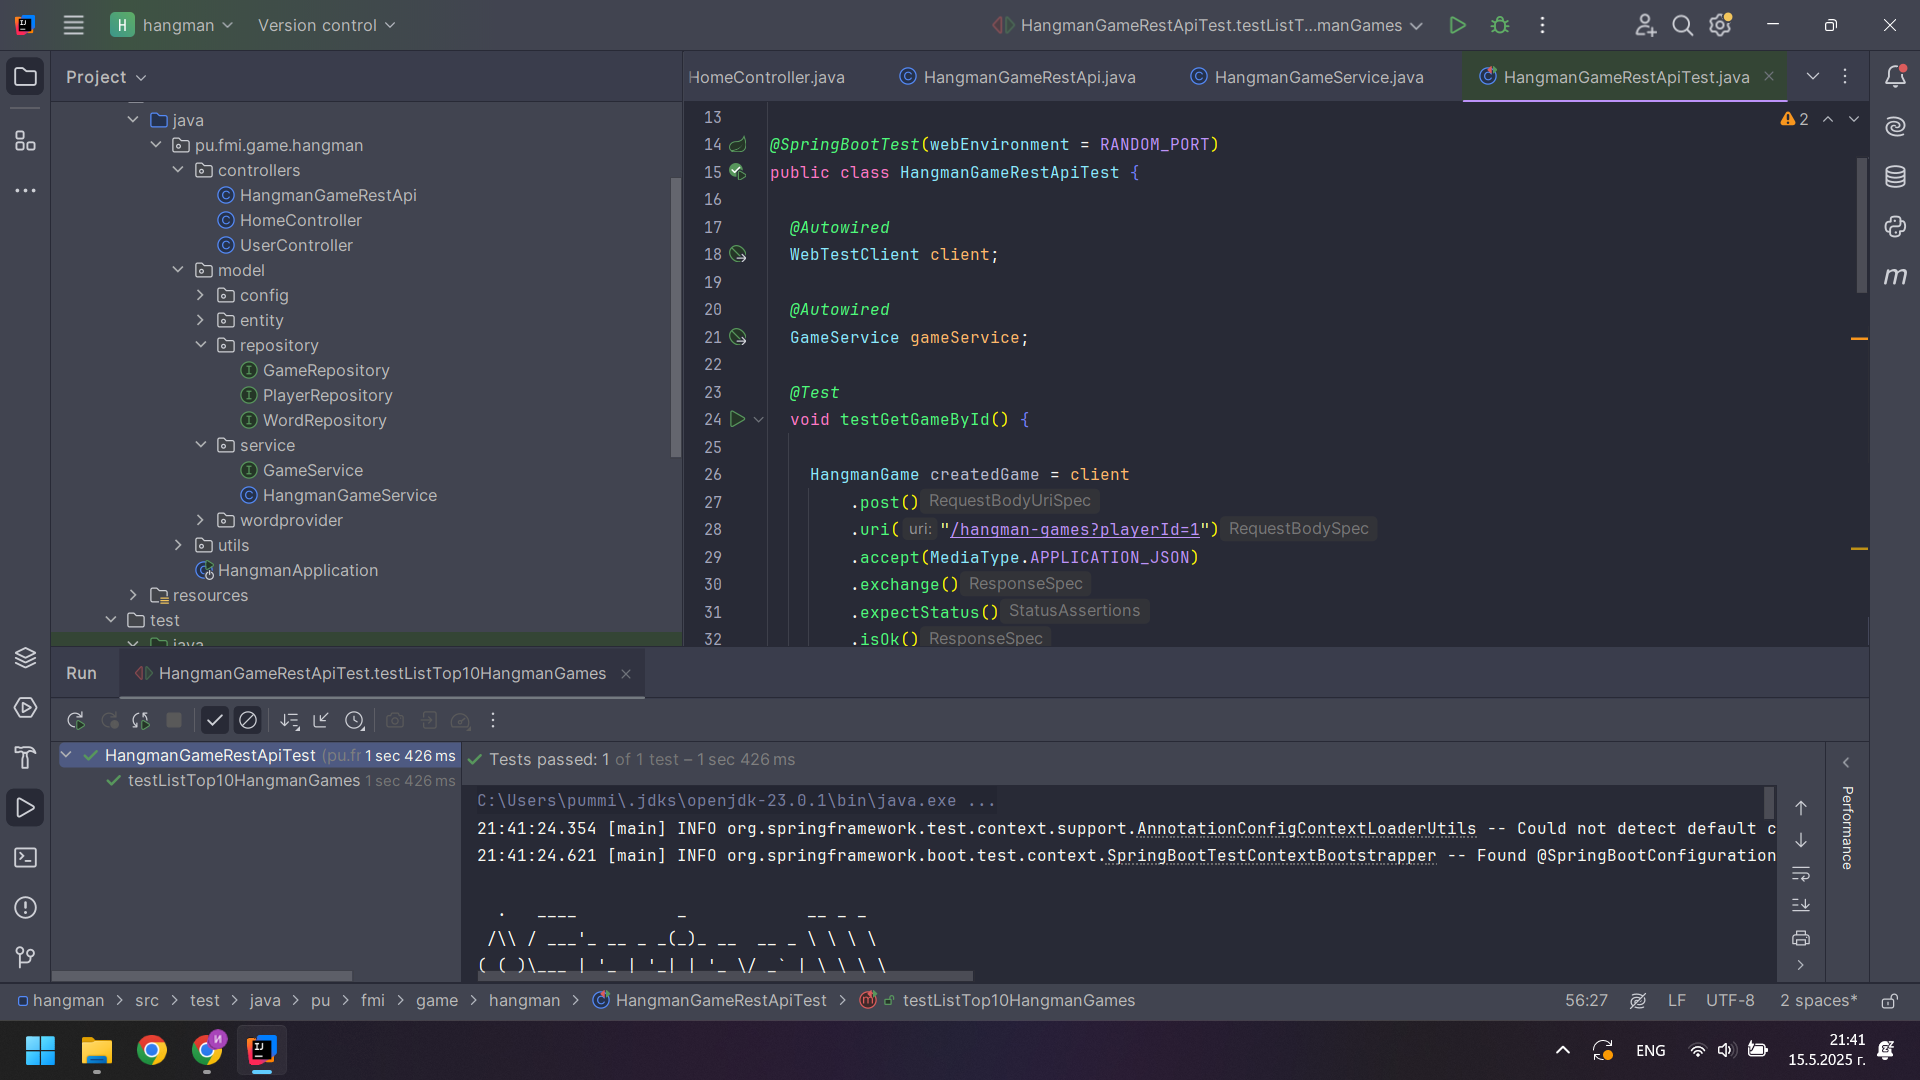 H hangman Version control HangmanGameRestApiTest.testListT...manGames
Project
HomeController.java HangmanGameRestApi.java HangmanGameService.java HangmanGameRestApiTest.java
java
pu.fmi.game.hangman
controllers
HangmanGameRestApi
HomeController
UserController
model
config
entity
repository
GameRepository
PlayerRepository
WordRepository
service
GameService
HangmanGameService
wordprovider
utils
HangmanApplication
resources
test
java
2
13
14 @SpringBootTest(webEnvironment = RANDOM_PORT)
15 public class HangmanGameRestApiTest {
16
17 @Autowired
18 WebTestClient client;
19
20 @Autowired
21 GameService gameService;
22
23 @Test
24 void testGetGameById() {
25
26 HangmanGame createdGame = client
27 .post() RequestBodyUriSpec
28 .uri( uri: "/hangman-games?playerId=1") RequestBodySpec
29 .accept(MediaType.APPLICATION_JSON)
30 .exchange() ResponseSpec
31 .expectStatus() StatusAssertions
32 .isOk() ResponseSpec
Run HangmanGameRestApiTest.testListTop10HangmanGames
HangmanGameRestApiTest (pu.fr 1 sec 426 ms
testListTop10HangmanGames 1 sec 426 ms
Tests passed: 1 of 1 test – 1 sec 426 ms
C:\Users\pummi\.jdks\openjdk-23.0.1\bin\java.exe ...
21:41:24.354 [main] INFO org.springframework.test.context.support.AnnotationConfigContextLoaderUtils -- Could not detect default c
21:41:24.621 [main] INFO org.springframework.boot.test.context.SpringBootTestContextBootstrapper -- Found @SpringBootConfiguration
  .   ____          _            __ _ _
 /\\ / ___'_ __ _ _(_)_ __  __ _ \ \ \ \
( ( )\___ | '_ | '_| | '_ \/ _` | \ \ \ \
Performance
hangman > src > test > java > pu > fmi > game > hangman > HangmanGameRestApiTest > testListTop10HangmanGames
56:27 LF UTF-8 2 spaces*
ENG
21:41
15.5.2025 г.